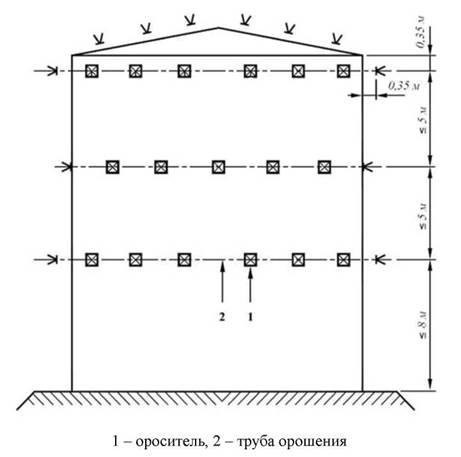 0,35 м
0,35 м
≤ 5 м
≤ 5 м
2
1
≤ 8 м
1 – ороситель, 2 – труба орошения